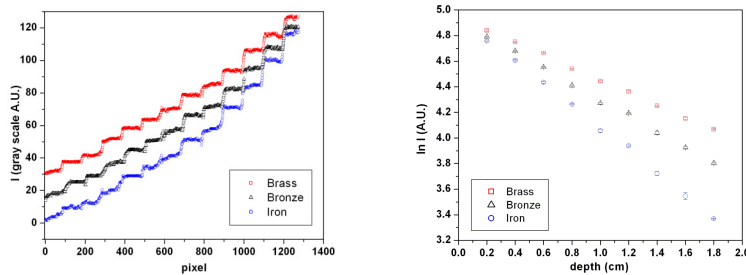 I (gray scale A.U.)
120
100
80
60
40
20
0
0 200 400 600 800 1000 1200 1400
pixel
Brass
Bronze
Iron
ln I (A.U.)
5.0
4.8
4.6
4.4
4.2
4.0
3.8
3.6
3.4
3.2
0.0 0.2 0.4 0.6 0.8 1.0 1.2 1.4 1.6 1.8 2.0
depth (cm)
Brass
Bronze
Iron